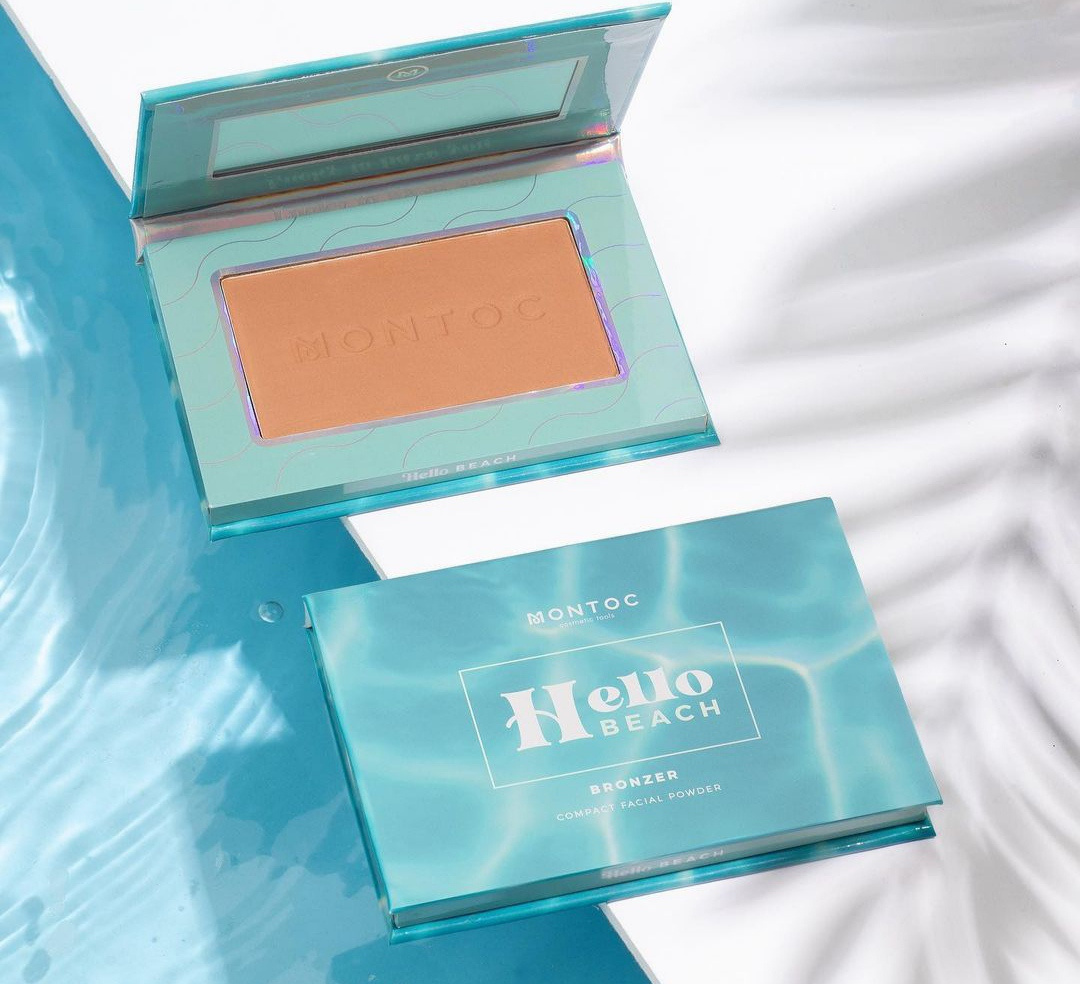 MONTOC
Hello BEACH
MONTOC
cosmetic tools
Hello
BEACH
BRONZER
COMPACT FACIAL POWDER
Hello BEACH